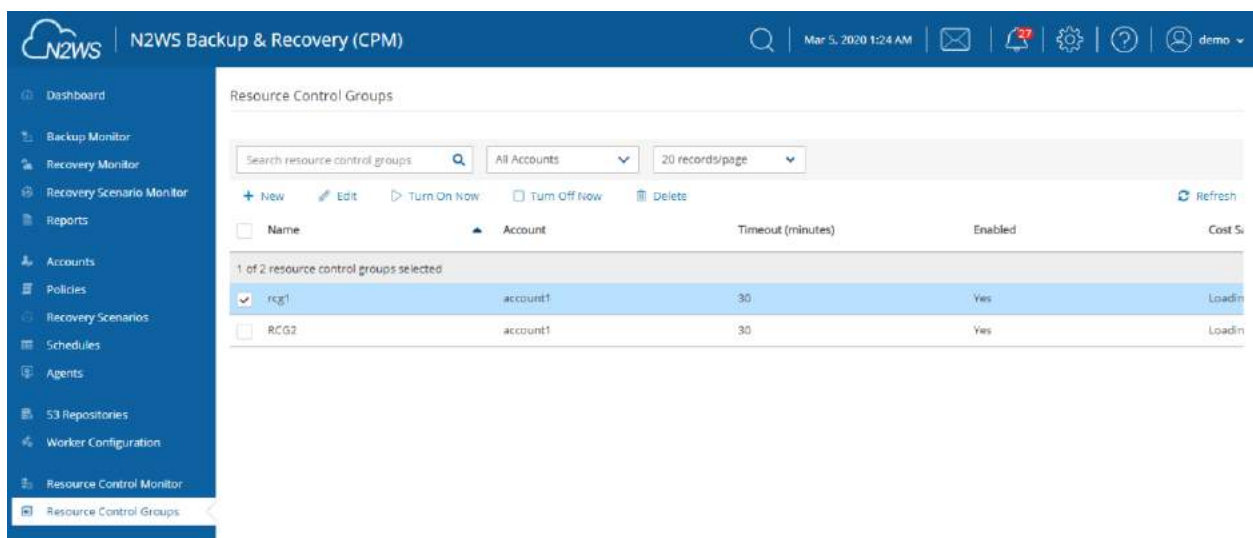 N2WS N2WS Backup & Recovery (CPM) Mar 5, 2020 1:24 AM 27 ? demo
Dashboard
Resource Control Groups
Backup Monitor
Recovery Monitor
Search resource control groups All Accounts 20 records/page
Recovery Scenario Monitor
+ New Edit Turn On Now Turn Off Now Delete Refresh
Reports
Name Account Timeout (minutes) Enabled Cost
Accounts
1 of 2 resource control groups selected
Policies
rcg1 account1 30 Yes Loadin
Recovery Scenarios
RCG2 account1 30 Yes Loadin
Schedules
Agents
S3 Repositories
Worker Configuration
Resource Control Monitor
Resource Control Groups